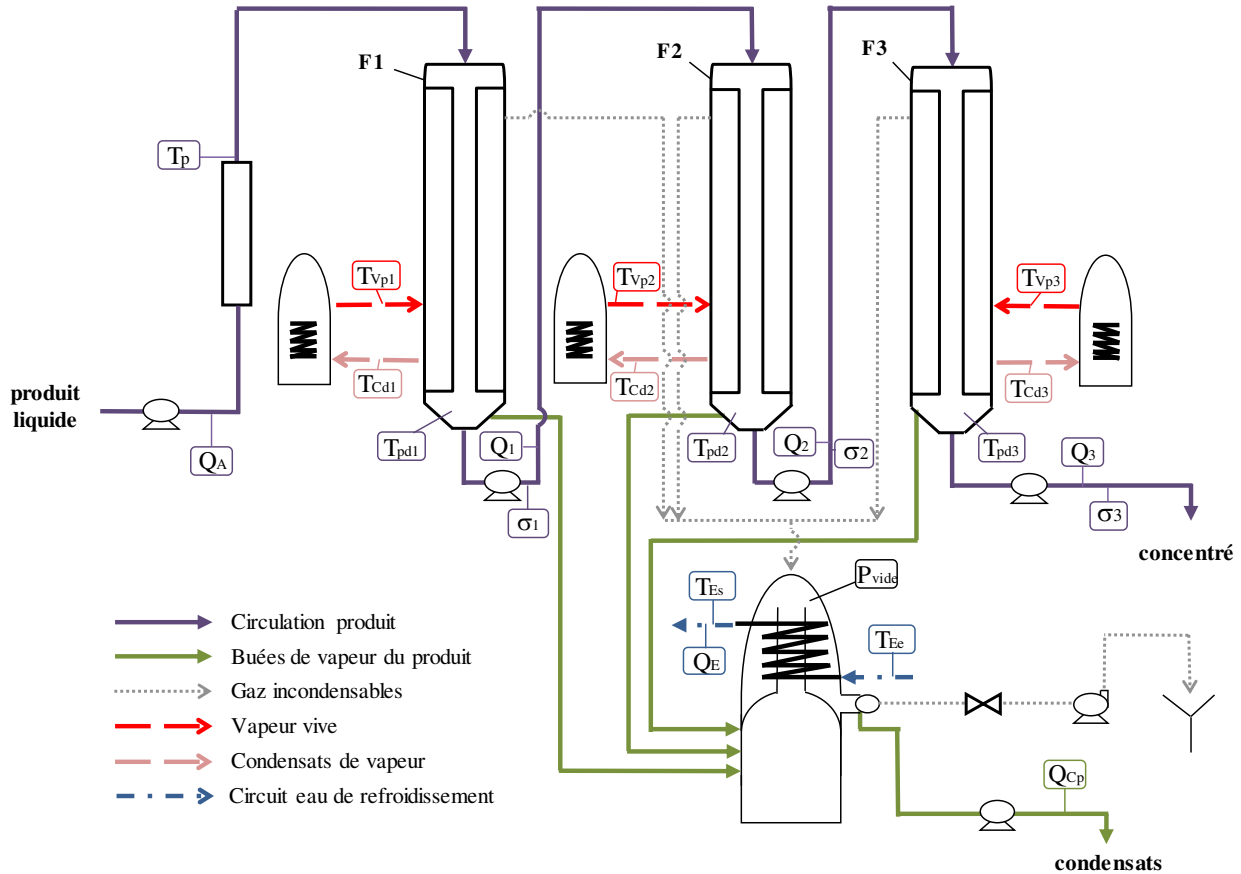 F1
F2
F3
Tp
TVp1
TVp2
TVp3
TCd1
TCd2
TCd3
produit
liquide
QA
Tpd1
Q1
Tpd2
Q2
σ2
Tpd3
Q3
σ1
σ3
concentré
Pvide
TEs
TEe
QE
Circulation produit
Buées de vapeur du produit
Gaz incondensables
Vapeur vive
Condensats de vapeur
Circuit eau de refroidissement
QCp
condensats